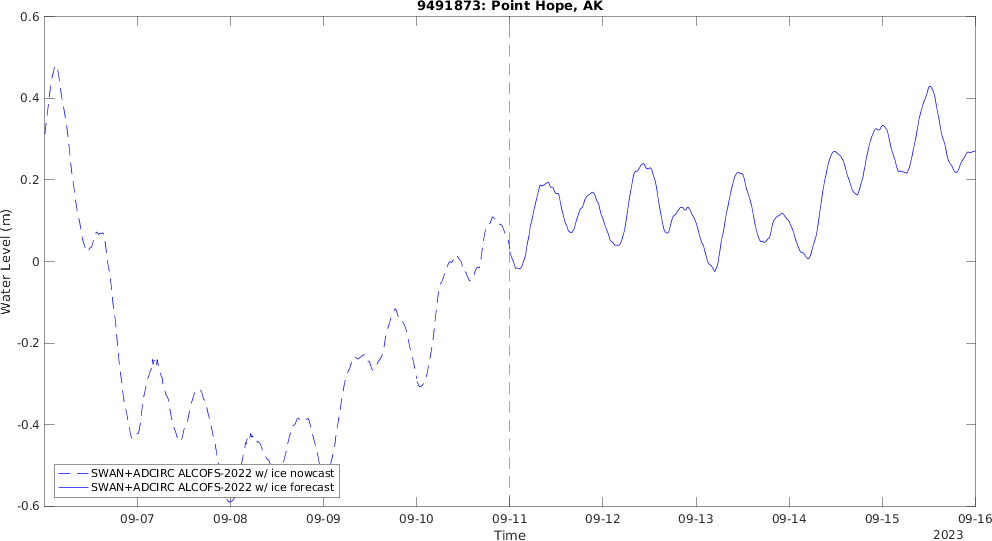 9491873: Point Hope, AK
0.6
0.4
0.2
0
-0.2
-0.4
-0.6
Water Level (m)
SWAN+ADCIRC ALCOFS-2022 w/ ice nowcast
SWAN+ADCIRC ALCOFS-2022 w/ ice forecast
09-07 09-08 09-09 09-10 09-11 09-12 09-13 09-14 09-15 09-16
Time
2023